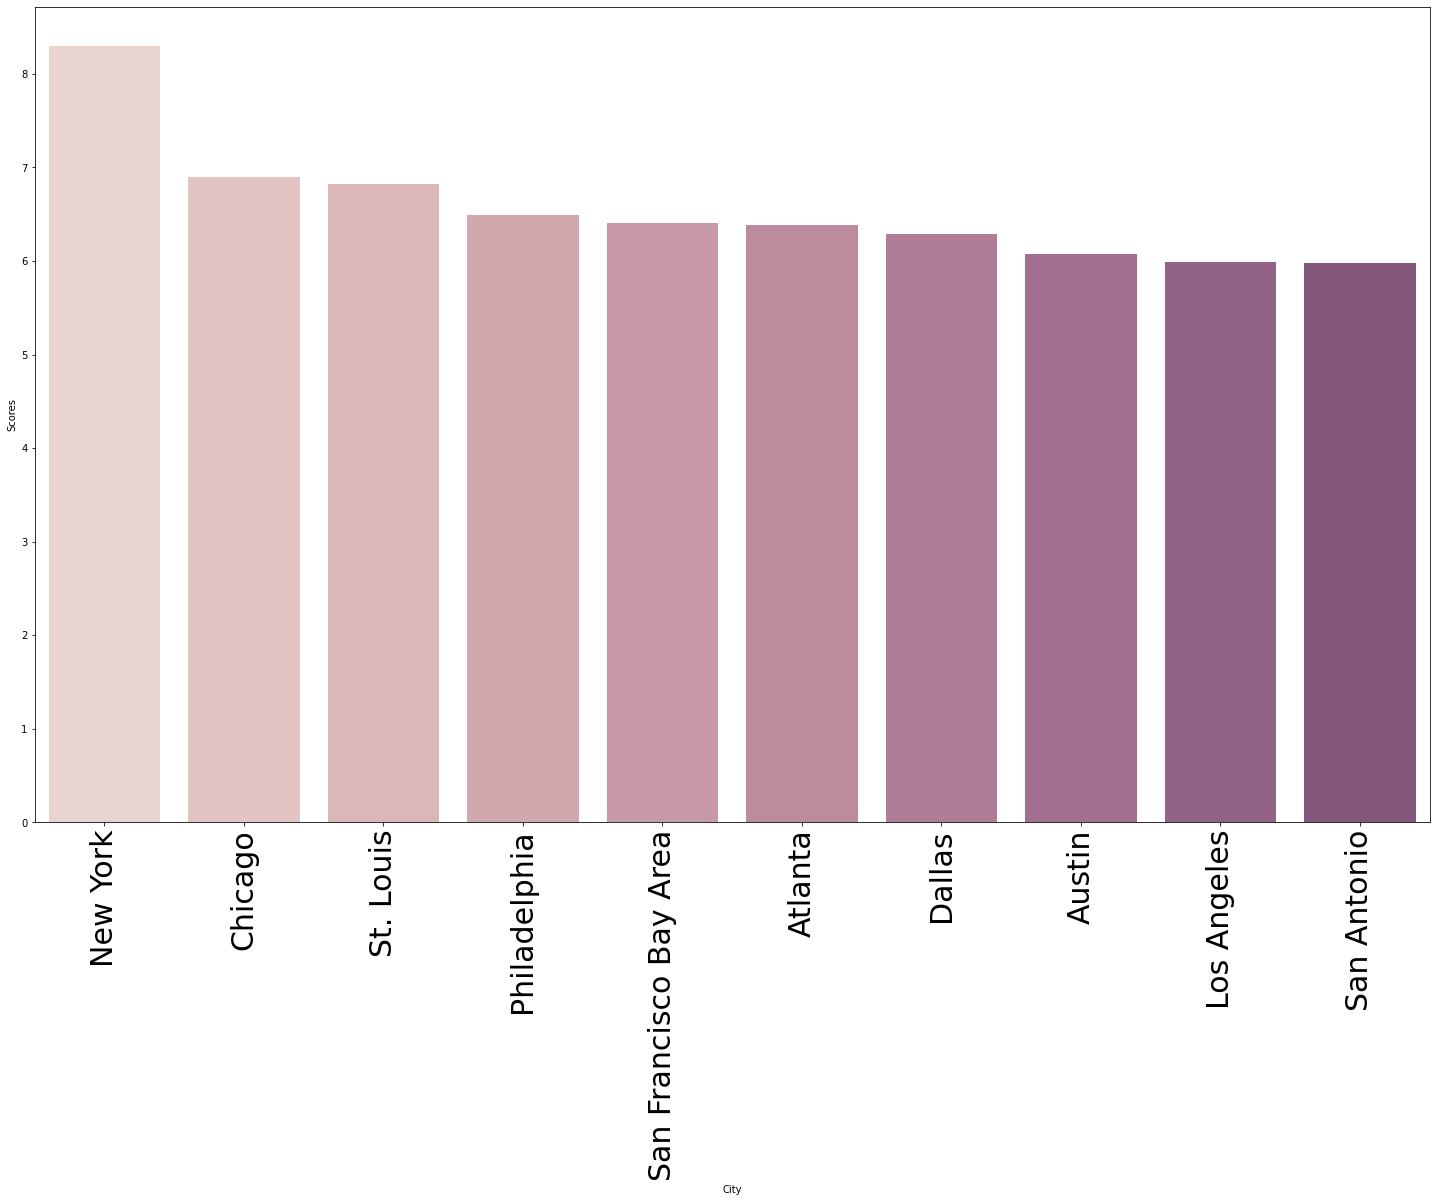 8
7
6
5
4
3
2
1
0
Scores
New York
Chicago
St. Louis
Philadelphia
San Francisco Bay Area
Atlanta
Dallas
Austin
Los Angeles
San Antonio
City